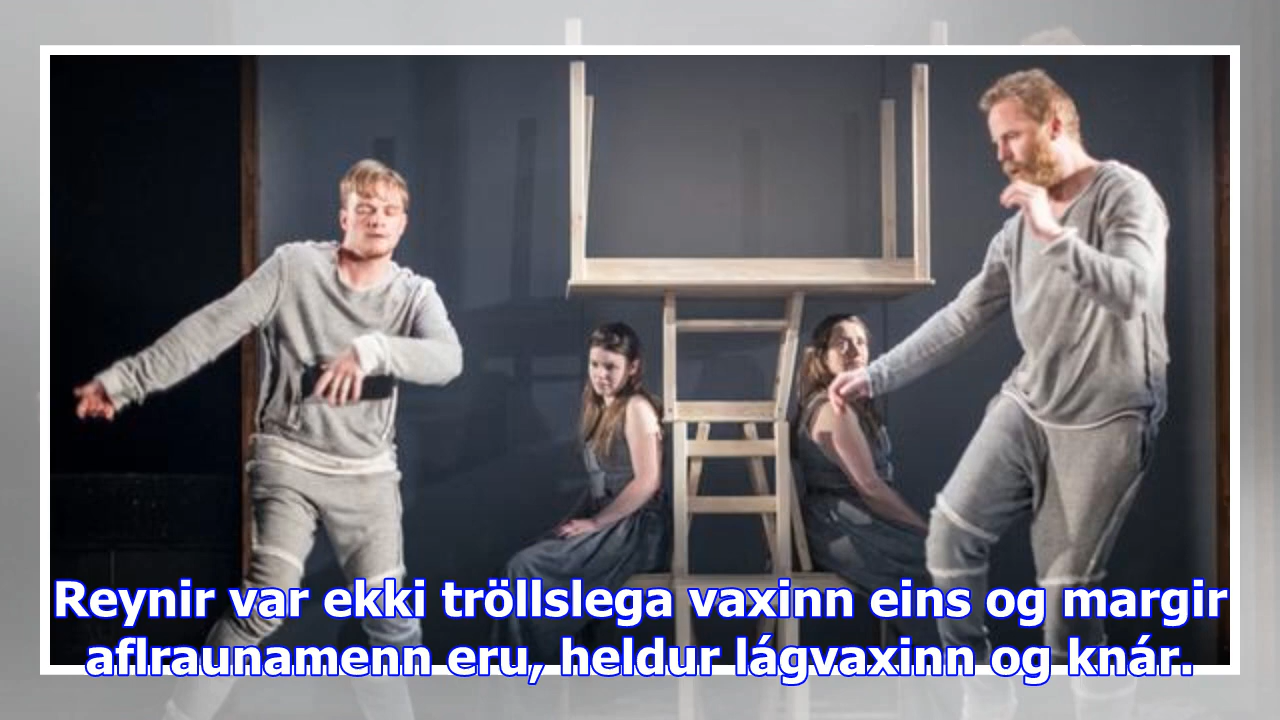 Reynir var ekki tröllslega vaxinn eins og margir
aflraunamenn eru, heldur lágvaxinn og knár.